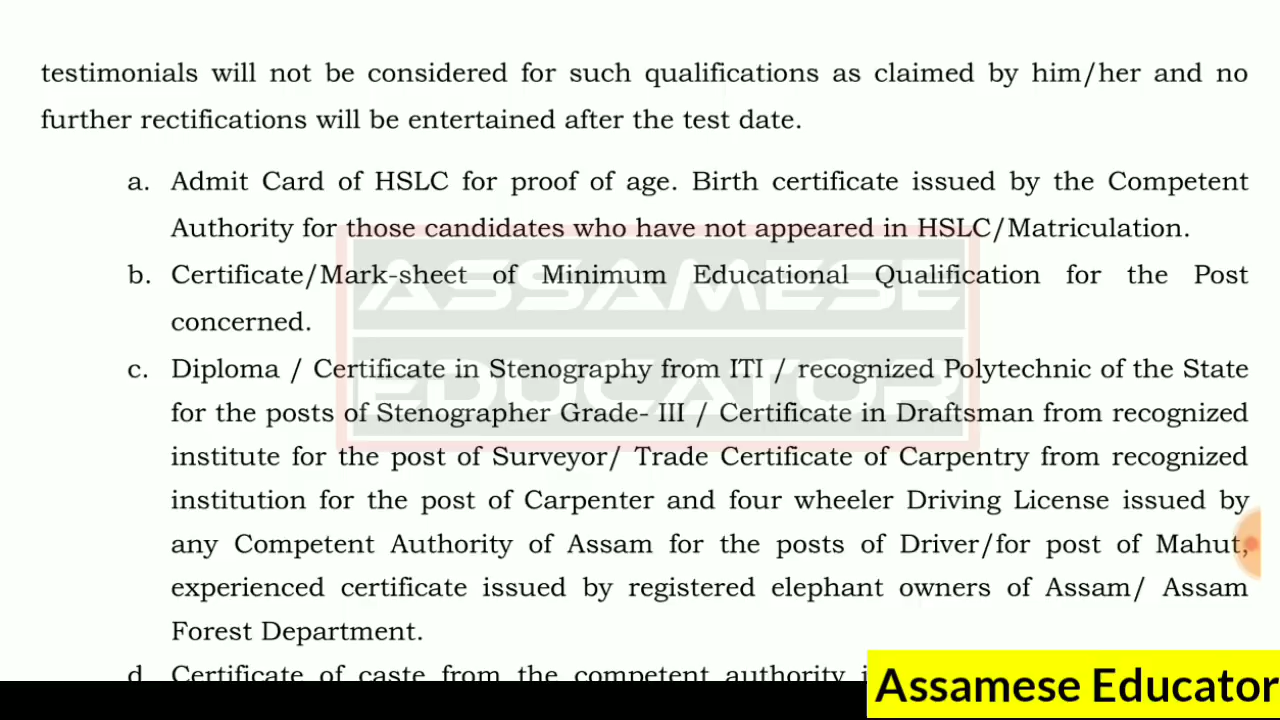 testimonials will not be considered for such qualifications as claimed by him/her and no
further rectifications will be entertained after the test date.
a. Admit Card of HSLC for proof of age. Birth certificate issued by the Competent
Authority for those candidates who have not appeared in HSLC/Matriculation.
b. Certificate/Mark-sheet of Minimum Educational Qualification for the Post
concerned.
c. Diploma / Certificate in Stenography from ITI / recognized Polytechnic of the State
for the posts of Stenographer Grade- III / Certificate in Draftsman from recognized
institute for the post of Surveyor/ Trade Certificate of Carpentry from recognized
institution for the post of Carpenter and four wheeler Driving License issued by
any Competent Authority of Assam for the posts of Driver/for post of Mahut,
experienced certificate issued by registered elephant owners of Assam/ Assam
Forest Department.
d Certificate of caste from the competent authority
ASSAMESE
EDUCATOR
Assamese Educator